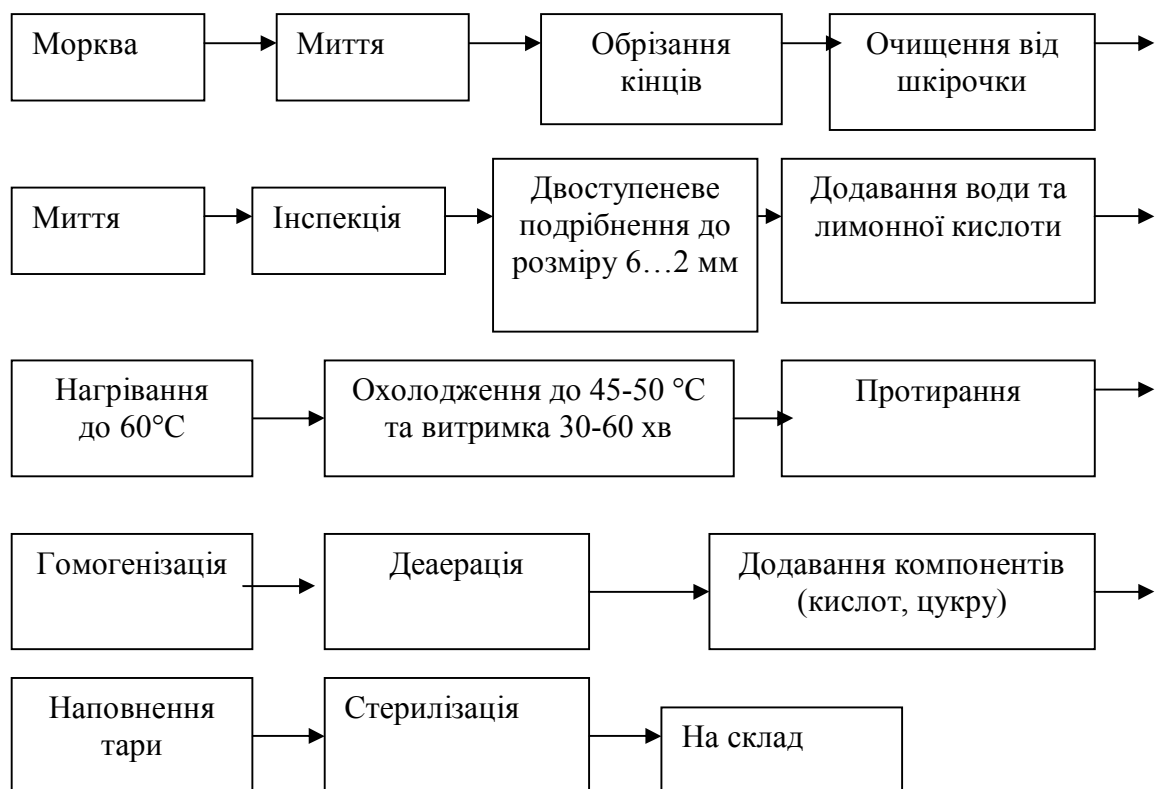 Морква
Миття
Обрізання
кінців
Очищення від
шкірочки
Миття
Інспекція
Двоступеневе
подрібнення до
розміру 6…2 мм
Додавання води та
лимонної кислоти
Нагрівання
до 60°С
Охолодження до 45-50 °С
та витримка 30-60 хв
Протирання
Гомогенізація
Деаерація
Додавання компонентів
(кислот, цукру)
Наповнення
тари
Стерилізація
На склад